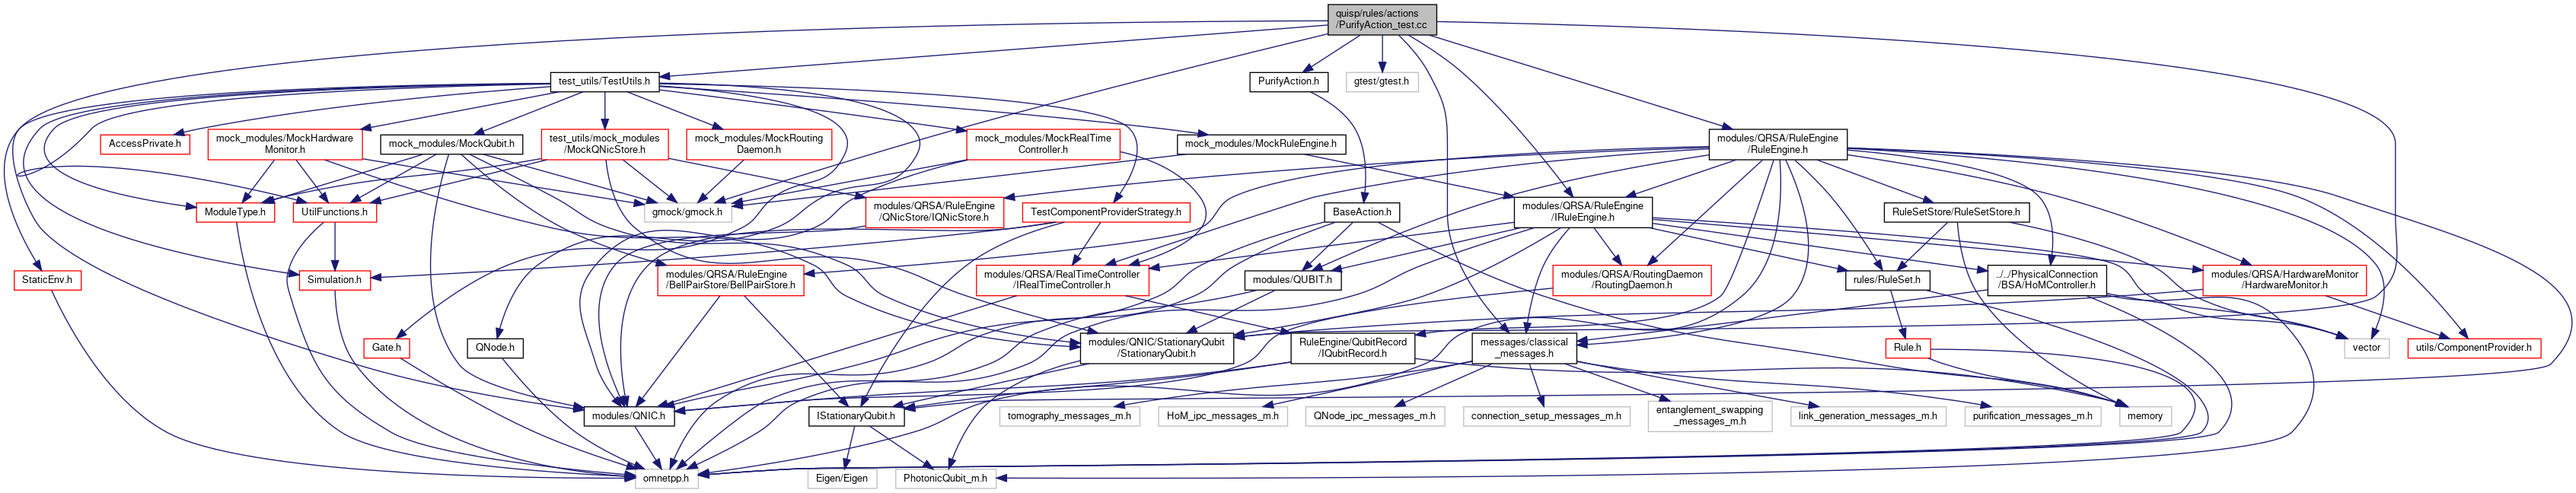 quisp/rules/actions
/PurifyAction_test.cc
test_utils/TestUtils.h
PurifyAction.h
gtest/gtest.h
AccessPrivate.h
mock_modules/MockHardware
Monitor.h
mock_modules/MockQubit.h
test_utils/mock_modules
/MockQNicStore.h
mock_modules/MockRouting
Daemon.h
mock_modules/MockRealTime
Controller.h
mock_modules/MockRuleEngine.h
modules/QRSA/RuleEngine
/RuleEngine.h
ModuleType.h
UtilFunctions.h
gmock/gmock.h
modules/QRSA/RuleEngine
/QNicStore/IQNicStore.h
TestComponentProviderStrategy.h
BaseAction.h
modules/QRSA/RuleEngine
/IRuleEngine.h
RuleSetStore/RuleSetStore.h
StaticEnv.h
Simulation.h
modules/QRSA/RuleEngine
/BellPairStore/BellPairStore.h
modules/QRSA/RealTimeController
/IRealTimeController.h
modules/QUBIT.h
modules/QRSA/RoutingDaemon
/RoutingDaemon.h
rules/RuleSet.h
../../PhysicalConnection
/BSA/HoMController.h
modules/QRSA/HardwareMonitor
/HardwareMonitor.h
Gate.h
QNode.h
modules/QNIC/StationaryQubit
/StationaryQubit.h
RuleEngine/QubitRecord
/IQubitRecord.h
messages/classical
_messages.h
Rule.h
vector
utils/ComponentProvider.h
modules/QNIC.h
IStationaryQubit.h
tomography_messages_m.h
HoM_ipc_messages_m.h
QNode_ipc_messages_m.h
connection_setup_messages_m.h
entanglement_swapping
_messages_m.h
link_generation_messages_m.h
purification_messages_m.h
memory
omnetpp.h
Eigen/Eigen
PhotonicQubit_m.h